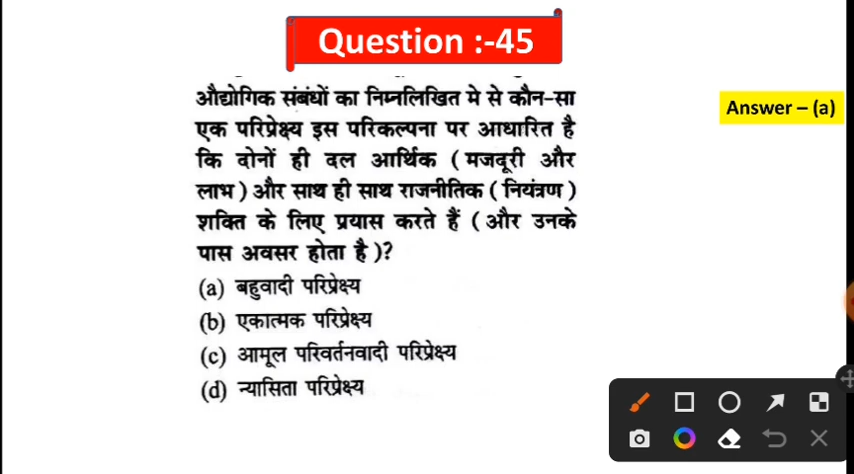 Question :-45
औद्योगिक संबंधों का निम्नलिखित मे से कौन-सा
एक परिप्रेक्ष्य इस परिकल्पना पर आधारित है
कि दोनों ही दल आर्थिक ( मजदूरी और
लाभ ) और साथ ही साथ राजनीतिक ( नियंत्रण )
शक्ति के लिए प्रयास करते हैं ( और उनके
पास अवसर होता है )?
(a) बहुवादी परिप्रेक्ष्य
(b) एकात्मक परिप्रेक्ष्य
(c) आमूल परिवर्तनवादी परिप्रेक्ष्य
(d) न्यासिता परिप्रेक्ष्य
Answer – (a)